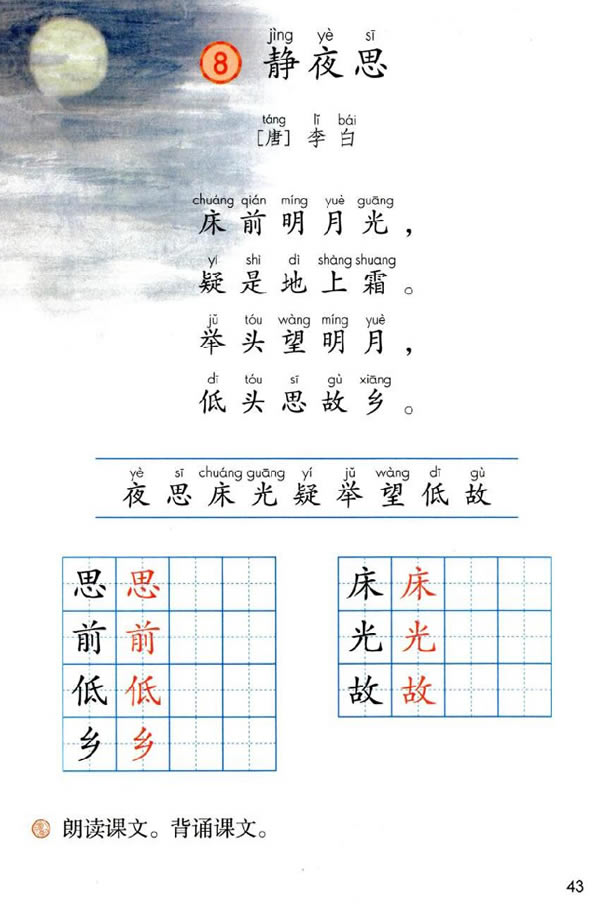 jìng yè sī
8 静夜思
táng lǐ bái
[唐] 李白
chuáng qián míng yuè guāng
床前明月光，
yí shì dì shàng shuang
疑是地上霜。
jǔ tóu wàng míng yuè
举头望明月，
dī tóu sī gù xiāng
低头思故乡。
yè sī chuáng guāng yí jǔ wàng dī gù
夜思床光疑举望低故
思思 床床
前前 光光
低低 故故
乡乡
朗读课文。背诵课文。
43